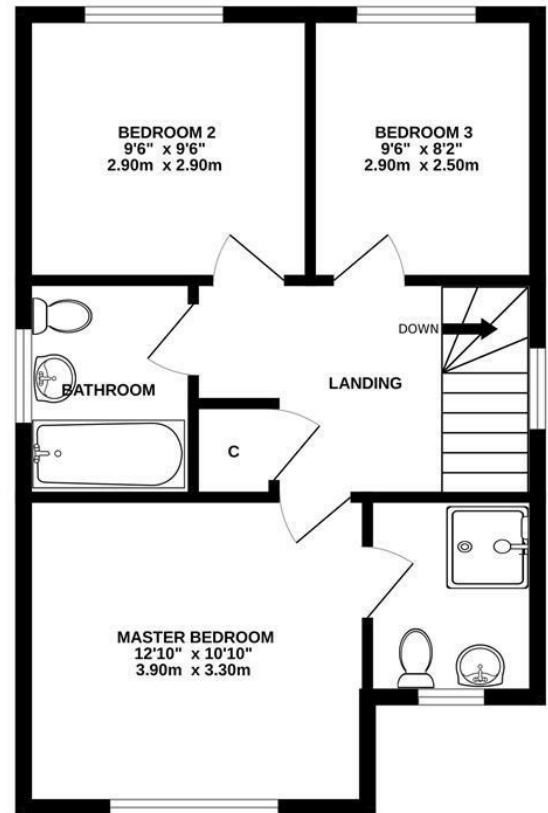 BEDROOM 2
9'6" x 9'6"
2.90m x 2.90m
BEDROOM 3
9'6" x 8'2"
2.90m x 2.50m
DOWN
LANDING
BATHROOM
C
MASTER BEDROOM
12'10" x 10'10"
3.90m x 3.30m